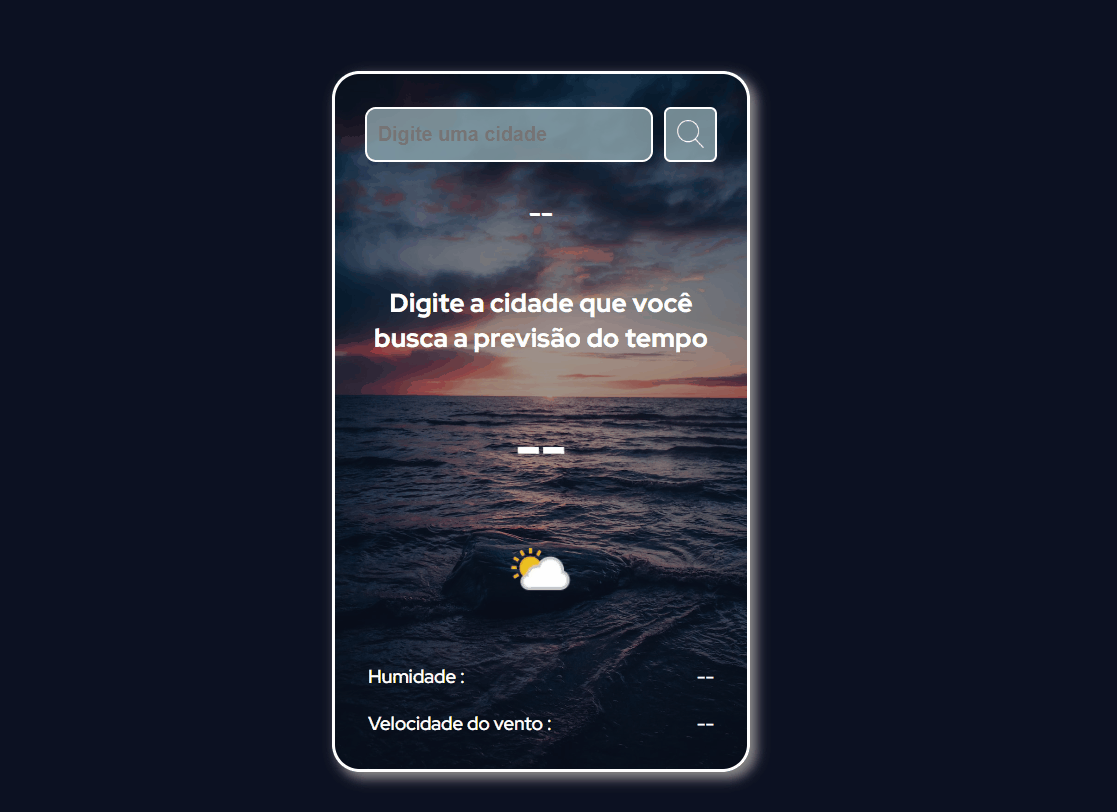 Digite uma cidade
--
Digite a cidade que você
busca a previsão do tempo
--
Humidade : --
Velocidade do vento : --